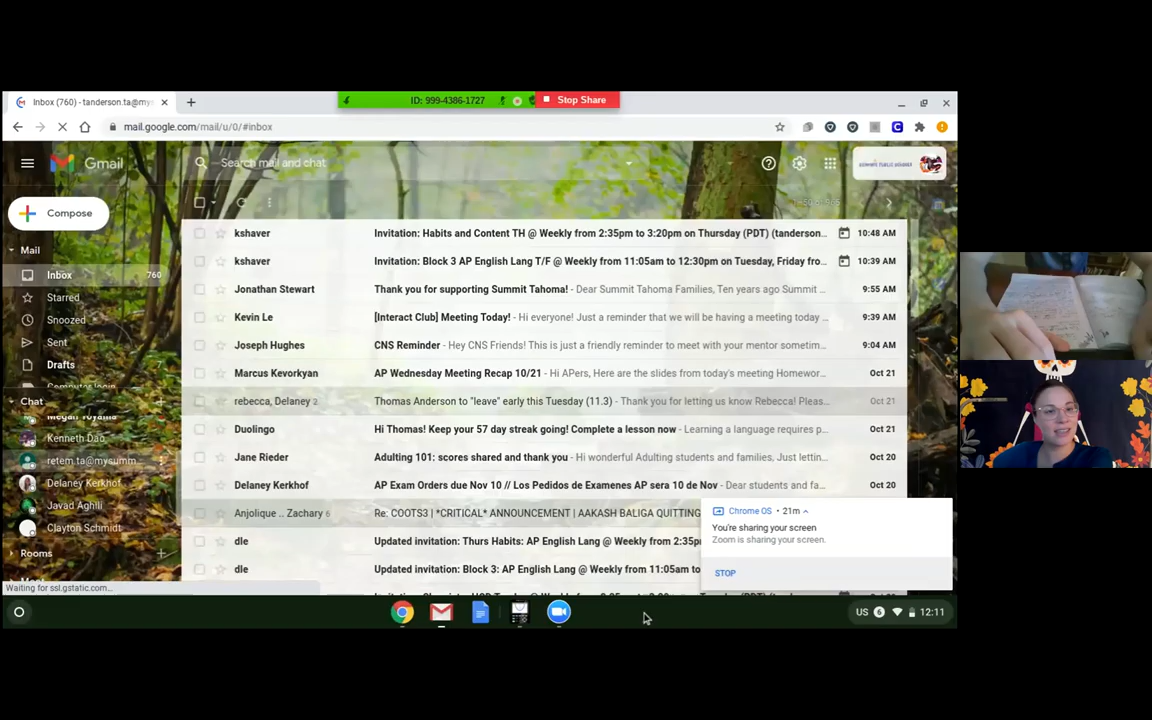 Inbox (760) - tanderson.ta@mys
ID: 999-4386-1727
Stop Share
mail.google.com/mail/u/0/#inbox
Gmail
Search mail and chat
Compose
Mail
Inbox 760
Starred
Snoozed
Sent
Drafts 7
Chat
Megan Toyama
Kenneth Dao
retem.ta@mysumm...
Delaney Kerkhof
Javad Aghili
Clayton Schmidt
Rooms
kshaver Invitation: Habits and Content TH @ Weekly from 2:35pm to 3:20pm on Thursday (PDT) (tanderson... 10:48 AM
kshaver Invitation: Block 3 AP English Lang T/F @ Weekly from 11:05am to 12:30pm on Tuesday, Friday fro... 10:39 AM
Jonathan Stewart Thank you for supporting Summit Tahoma! - Dear Summit Tahoma Families, Ten years ago Summit ... 9:55 AM
Kevin Le [Interact Club] Meeting Today! - Hi everyone! Just a reminder that we will be having a meeting today ... 9:39 AM
Joseph Hughes CNS Reminder - Hey CNS Friends! This is just a friendly reminder to meet with your mentor sometim... 9:04 AM
Marcus Kevorkyan AP Wednesday Meeting Recap 10/21 - Hi APers, Here are the slides from today's meeting Homewor... Oct 21
rebecca, Delaney 2 Thomas Anderson to "leave" early this Tuesday (11.3) - Thank you for letting us know Rebecca! Pleas... Oct 21
Duolingo Hi Thomas! Keep your 57 day streak going! Complete a lesson now - Learning a language requires p... Oct 21
Jane Rieder Adulting 101: scores shared and thank you - Hi wonderful Adulting students and families, Just lettin... Oct 20
Delaney Kerkhof AP Exam Orders due Nov 10 // Los Pedidos de Examenes AP sera 10 de Nov - Dear students and fa... Oct 20
Anjolique .. Zachary 6 Re: COOTS3 | *CRITICAL* ANNOUNCEMENT | AAKASH BALIGA QUITTING
dle Updated invitation: Thurs Habits: AP English Lang @ Weekly from 2:35p
dle Updated invitation: Block 3: AP English Lang @ Weekly from 11:05am to
Chrome OS • 21m
You're sharing your screen
Zoom is sharing your screen.
STOP
Waiting for ssl.gstatic.com...
US 6 12:11